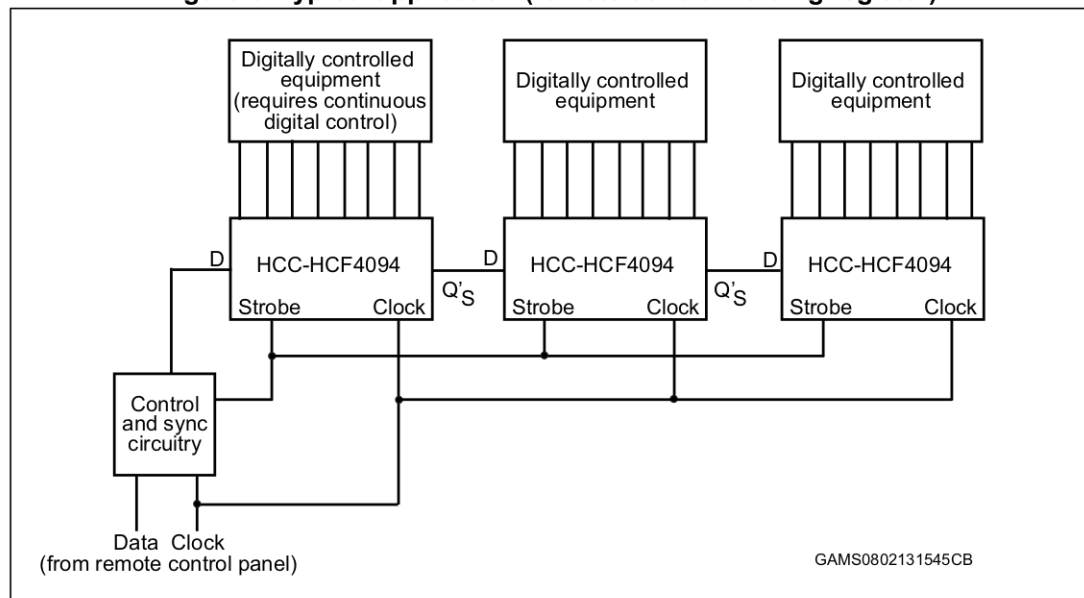 Digitally controlled
equipment
(requires continuous
digital control)
Digitally controlled
equipment
Digitally controlled
equipment
D
HCC-HCF4094
Strobe
Clock
Q'S
D
HCC-HCF4094
Strobe
Clock
Q'S
D
HCC-HCF4094
Strobe
Clock
Control
and sync
circuitry
Data Clock
(from remote control panel)
GAMS0802131545CB